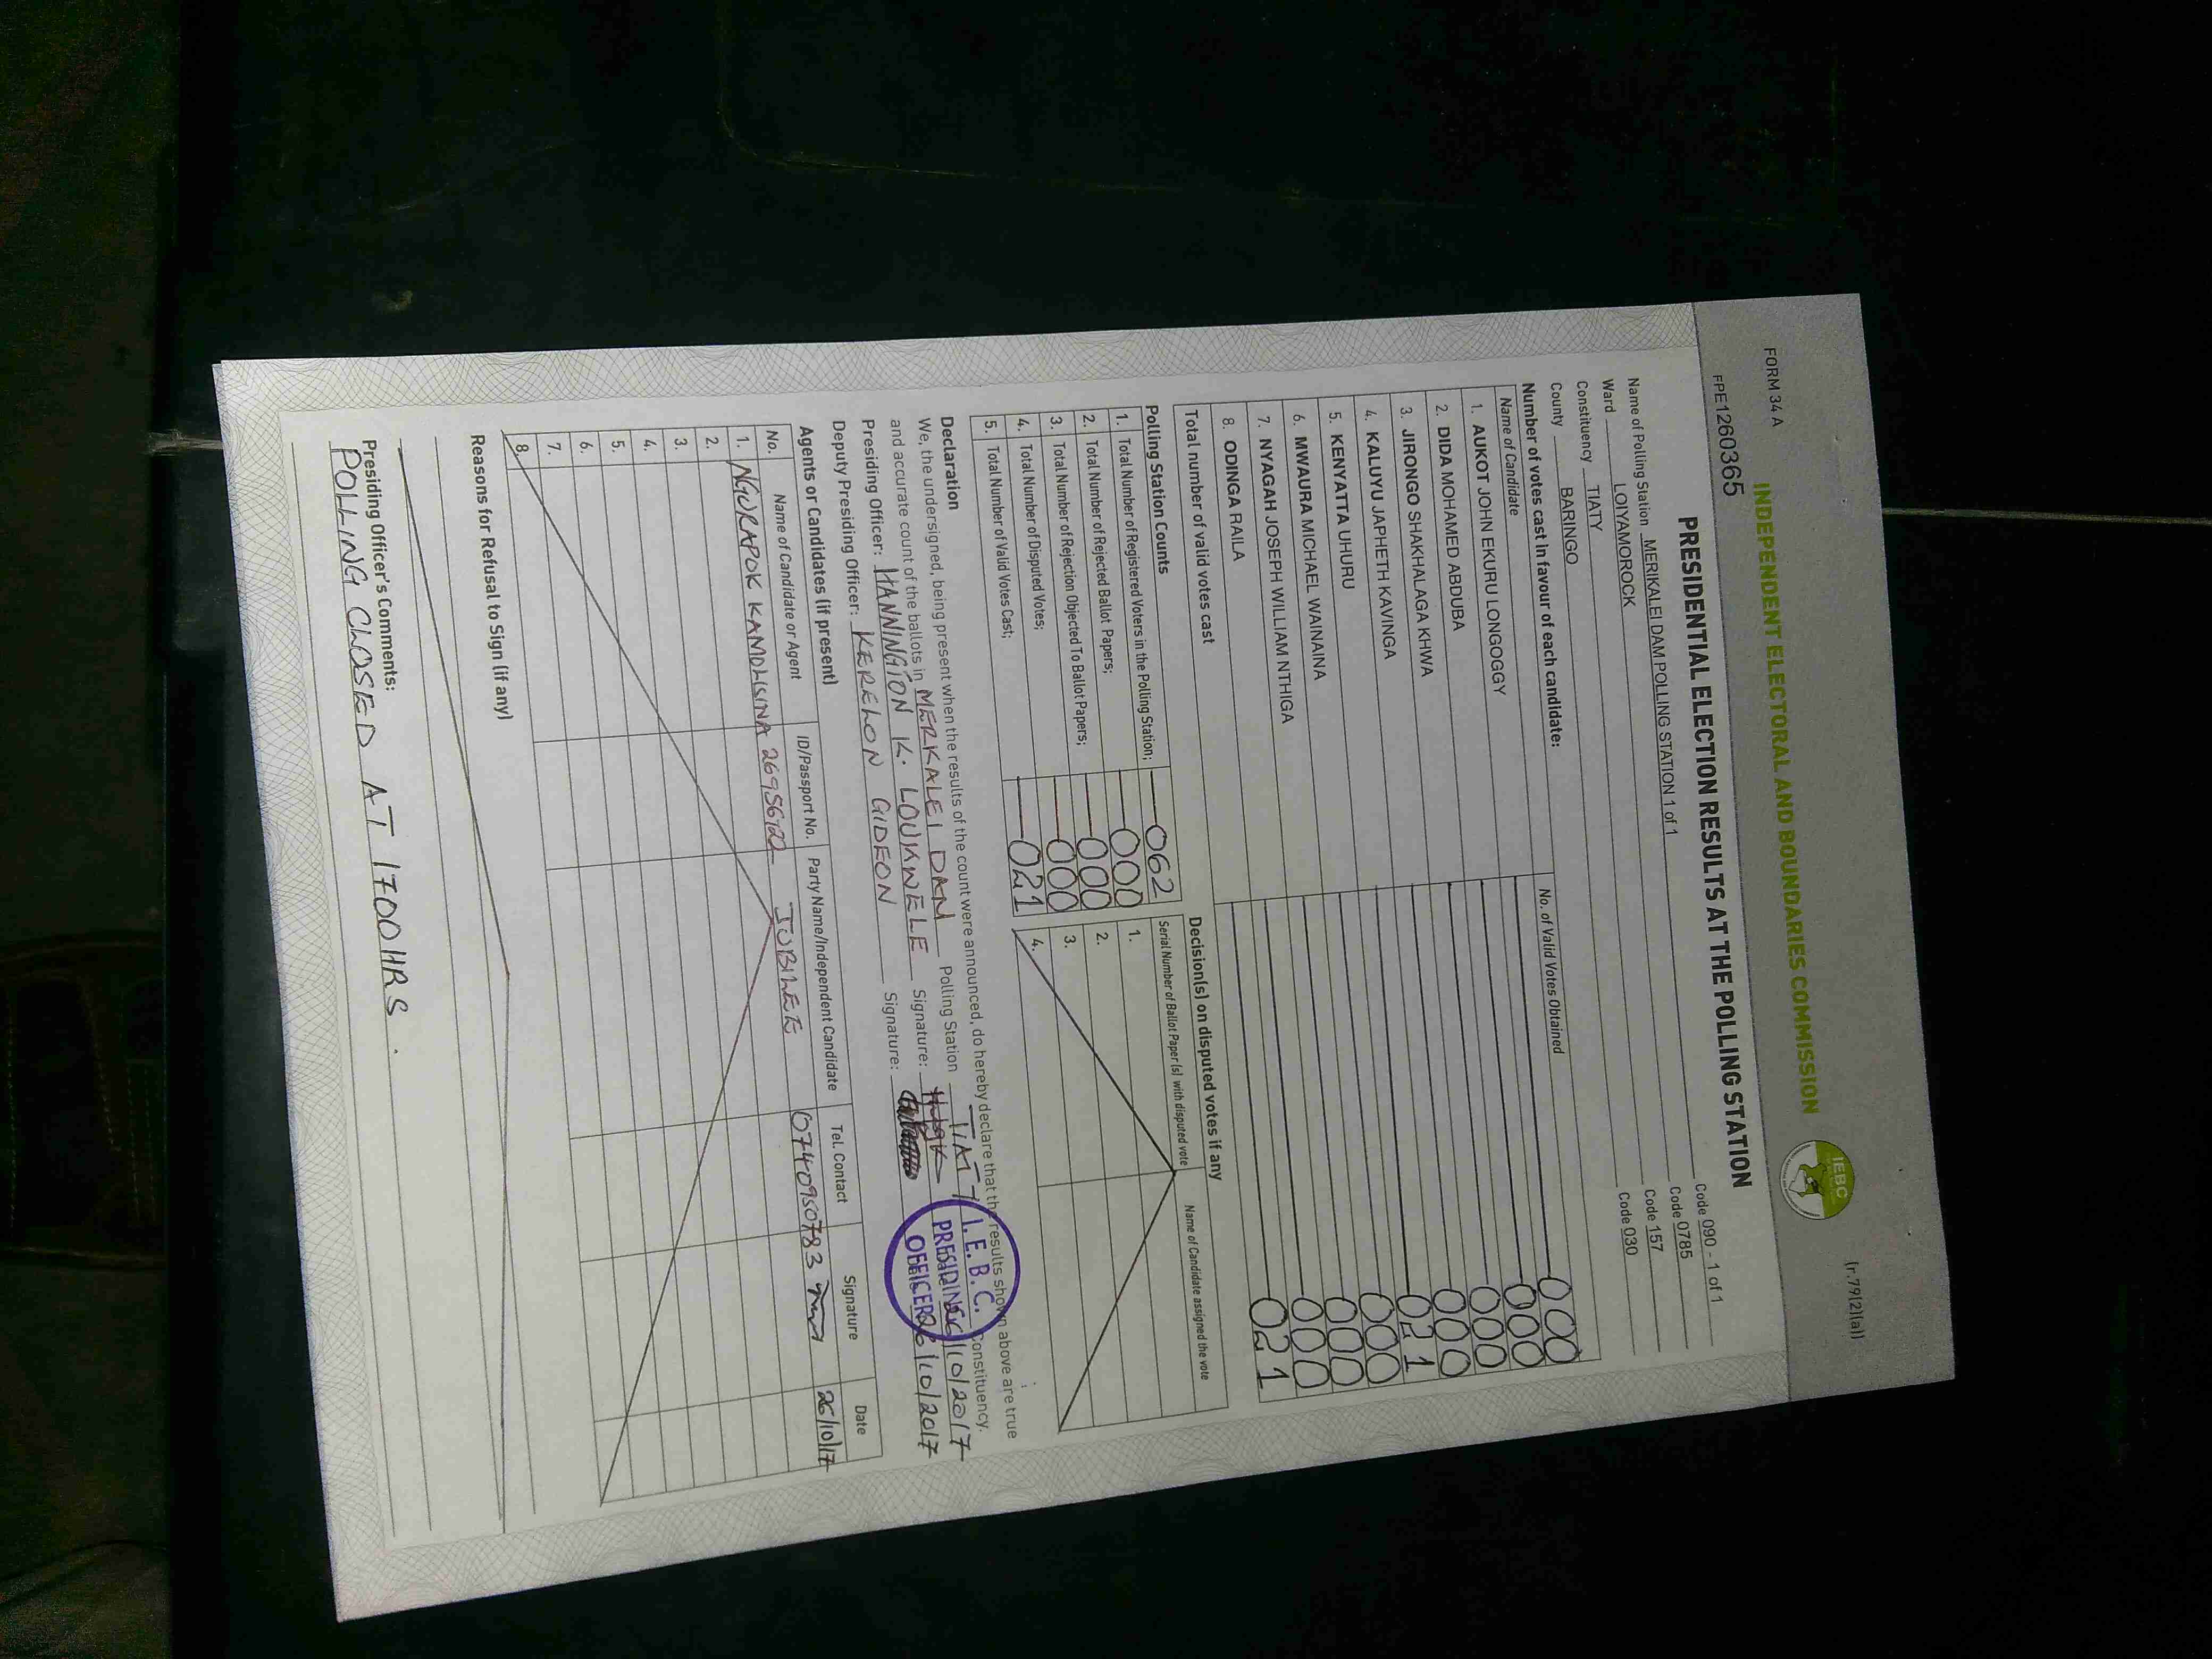 FORM 34 A
(r.79(2)(a))
INDEPENDENT ELECTORAL AND BOUNDARIES COMMISSION
IEBC
FPE1260365
PRESIDENTIAL ELECTION RESULTS AT THE POLLING STATION
Name of Polling Station MERIKALEI DAM POLLING STATION 1 of 1 Code 090 - 1 of 1
Ward LOIYAMOROCK Code 0785
Constituency TIATY Code 157
County BARINGO Code 030
Number of votes cast in favour of each candidate:
Name of Candidate No. of Valid Votes Obtained
1. AUKOT JOHN EKURU LONGOGGY 000
2. DIDA MOHAMED ABDUBA 000
3. JIRONGO SHAKHALAGA KHWA 000
4. KALUYU JAPHETH KAVINGA 000
5. KENYATTA UHURU 021
6. MWAURA MICHAEL WAINAINA 000
7. NYAGAH JOSEPH WILLIAM NTHIGA 000
8. ODINGA RAILA 000
Total number of valid votes cast 021
Polling Station Counts
1. Total Number of Registered Voters in the Polling Station; 062
2. Total Number of Rejected Ballot Papers; 000
3. Total Number of Rejection Objected To Ballot Papers; 000
4. Total Number of Disputed Votes; 000
5. Total Number of Valid Votes Cast; 021
Decision(s) on disputed votes if any
Serial Number of Ballot Paper (s) with disputed vote Name of Candidate assigned the vote
1.
2.
3.
4.
Declaration
We, the undersigned, being present when the results of the count were announced, do hereby declare that the results shown above are true
and accurate count of the ballots in MERKALEI DAM Polling Station TIATY Constituency.
Presiding Officer: HANNINGTON K. LOUKWELE Signature: 26/10/2017
Deputy Presiding Officer: KERELON GIDEON Signature: 26/10/2017
I.E.B.C.
PRESIDING
OFFICER
Agents or Candidates (if present)
No. Name of Candidate or Agent ID/Passport No. Party Name/Independent Candidate Tel. Contact Signature Date
1. NGURAPOK KAMOLISINA 26956722 JUBILEE 0740950783 26/10/17
2.
3.
4.
5.
6.
7.
8.
Reasons for Refusal to Sign (if any)
Presiding Officer's Comments:
POLLING CLOSED AT 1700HRS.